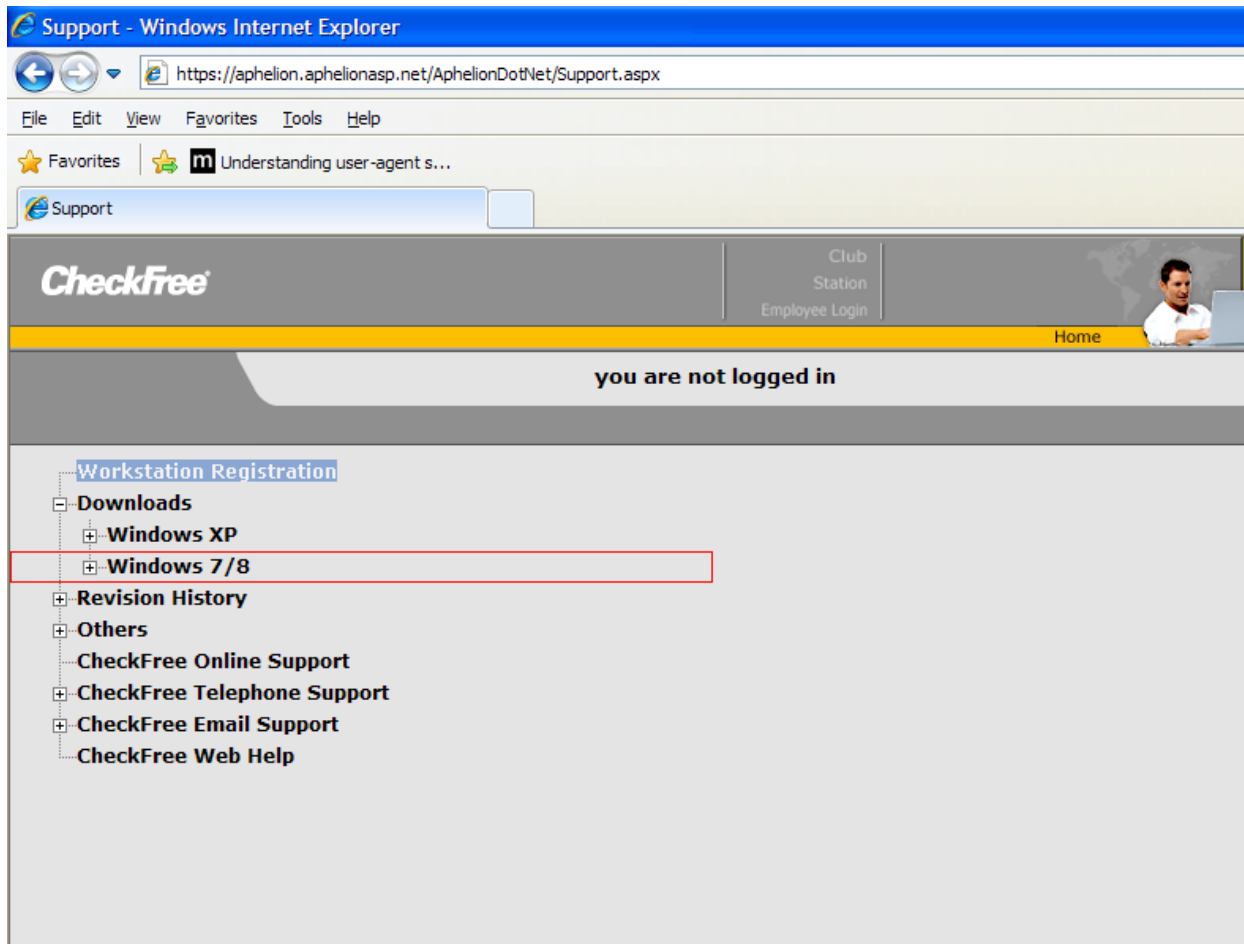 Support - Windows Internet Explorer
https://aphelion.aphelionasp.net/AphelionDotNet/Support.aspx
File Edit View Favorites Tools Help
Favorites m Understanding user-agent s...
Support
CheckFree
Club
Station
Employee Login
Home
you are not logged in
Workstation Registration
Downloads
Windows XP
Windows 7/8
Revision History
Others
CheckFree Online Support
CheckFree Telephone Support
CheckFree Email Support
CheckFree Web Help